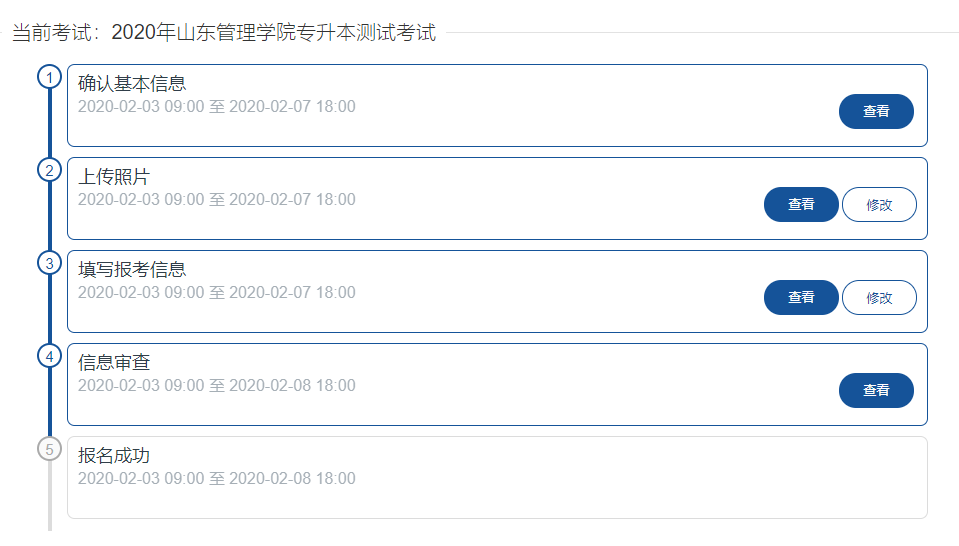 当前考试：2020年山东管理学院专升本测试考试
1
确认基本信息
2020-02-03 09:00 至 2020-02-07 18:00
查看
2
上传照片
2020-02-03 09:00 至 2020-02-07 18:00
查看 修改
3
填写报考信息
2020-02-03 09:00 至 2020-02-07 18:00
查看 修改
4
信息审查
2020-02-03 09:00 至 2020-02-08 18:00
查看
5
报名成功
2020-02-03 09:00 至 2020-02-08 18:00